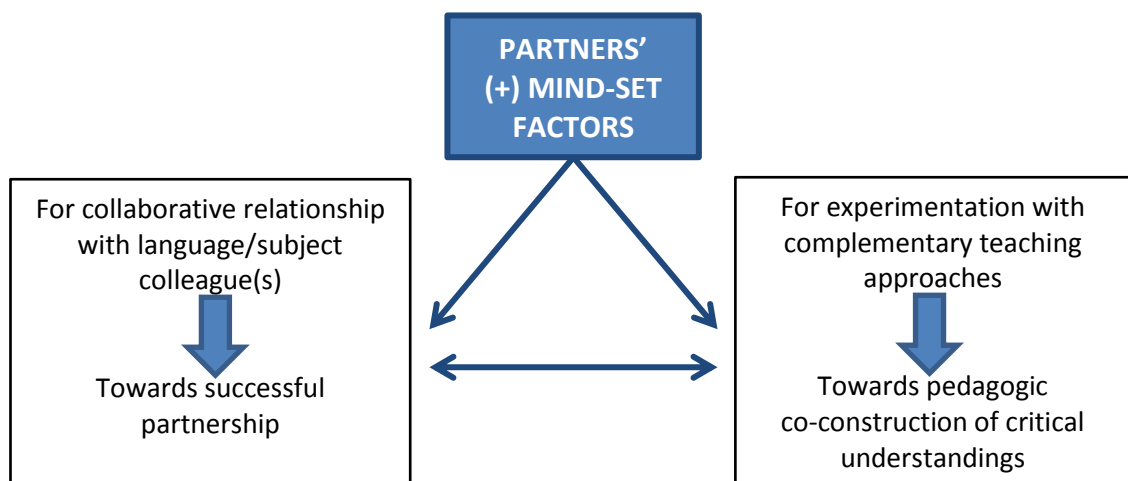 PARTNERS’
(+) MIND-SET
FACTORS
For collaborative relationship
with language/subject
colleague(s)
Towards successful
partnership
For experimentation with
complementary teaching
approaches
Towards pedagogic
co-construction of critical
understandings